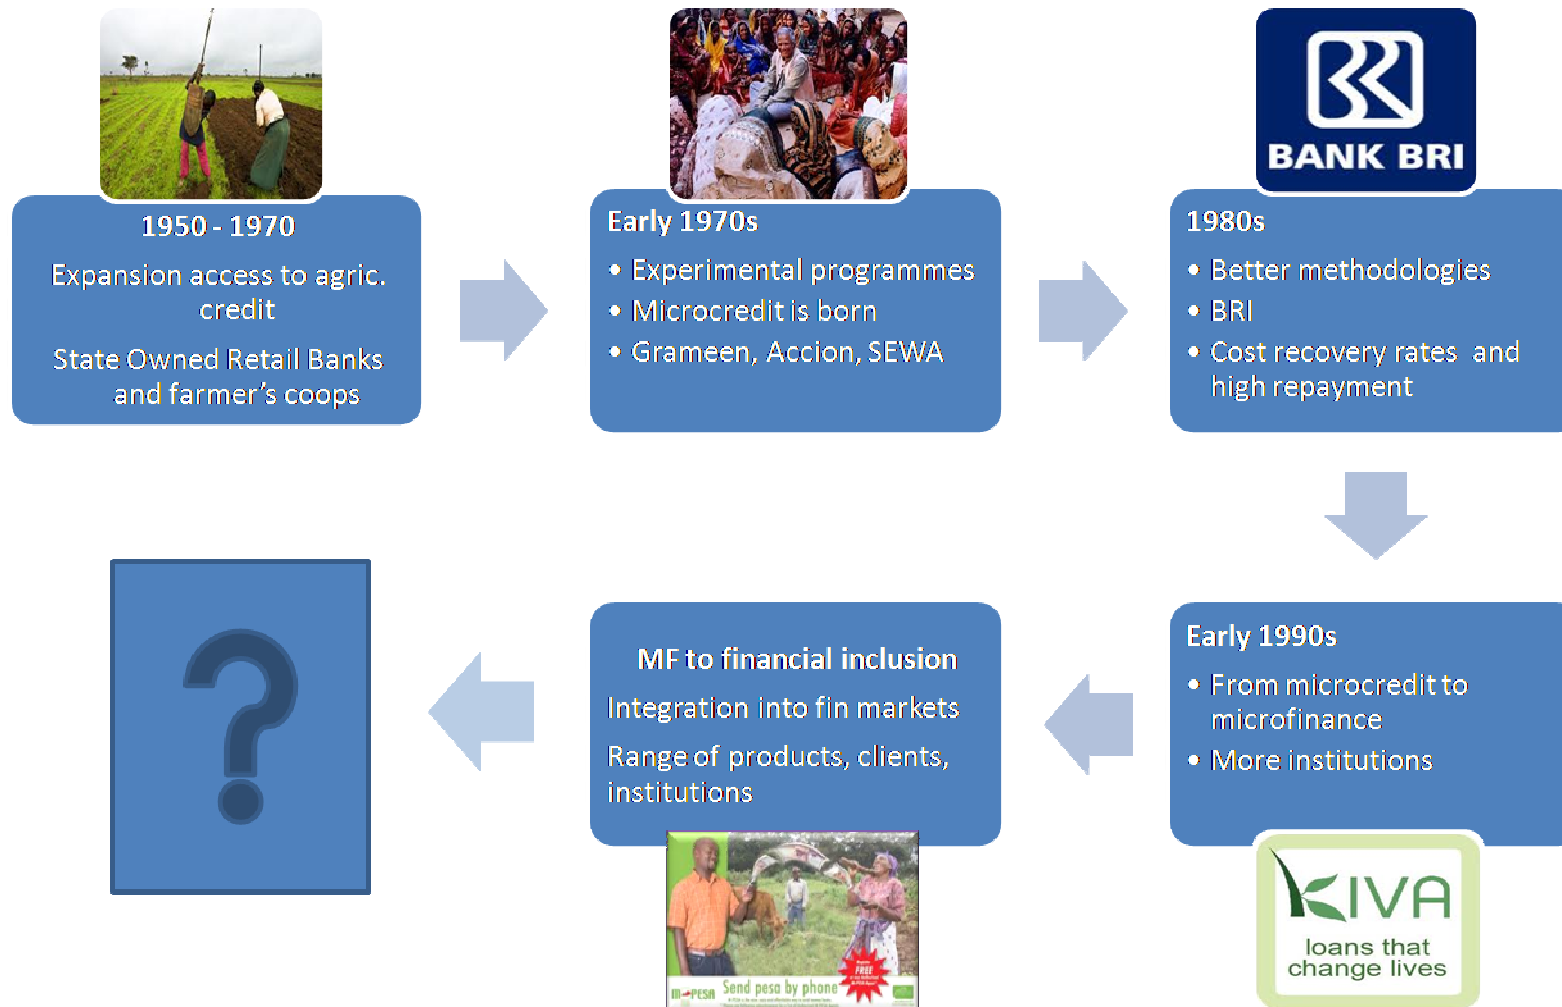 1950 - 1970
Expansion access to agric.
credit
State Owned Retail Banks
and farmer's coops
Early 1970s
• Experimental programmes
• Microcredit is born
• Grameen, Accion, SEWA
BANK BRI
1980s
• Better methodologies
• BRI
• Cost recovery rates and
high repayment
Early 1990s
• From microcredit to
microfinance
• More institutions
KIVA
loans that
change lives
MF to financial inclusion
Integration into fin markets
Range of products, clients,
institutions
FREE
M-PESA
Send pesa by phone
?